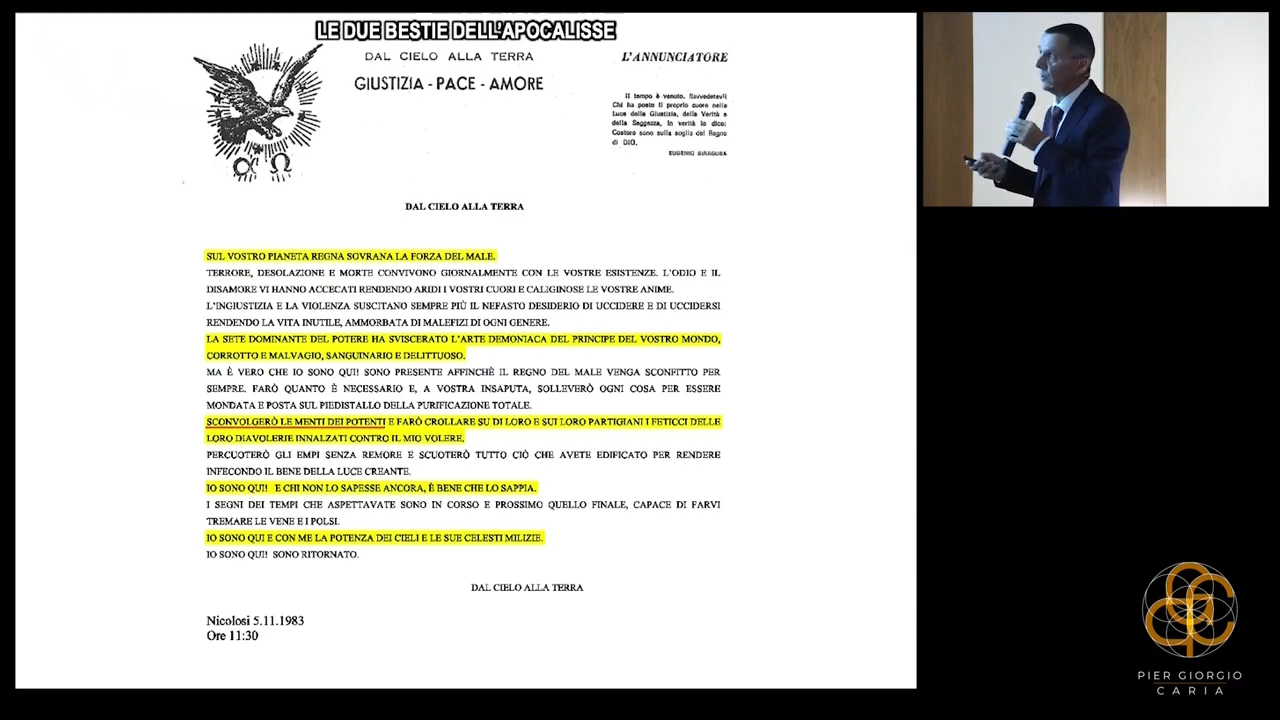 LE DUE BESTIE DELL'APOCALISSE
DAL CIELO ALLA TERRA
GIUSTIZIA - PACE - AMORE
L'ANNUNCIATORE
Il tempo è venuto. Ravvedetevi!
Chi ha posto il proprio cuore nella
Luce della Giustizia, della Verità e
della Saggezza, in verità lo dico:
Costoro sono sulla soglia del Regno
di DIO.
EUGENIO SIRAGUSA
Α Ω
DAL CIELO ALLA TERRA
SUL VOSTRO PIANETA REGNA SOVRANA LA FORZA DEL MALE.
TERRORE, DESOLAZIONE E MORTE CONVIVONO GIORNALMENTE CON LE VOSTRE ESISTENZE. L'ODIO E IL
DISAMORE VI HANNO ACCECATI RENDENDO ARIDI I VOSTRI CUORI E CALIGINOSE LE VOSTRE ANIME.
L'INGIUSTIZIA E LA VIOLENZA SUSCITANO SEMPRE PIÙ IL NEFASTO DESIDERIO DI UCCIDERE E DI UCCIDERSI
RENDENDO LA VITA INUTILE, AMMORBATA DI MALEFIZI DI OGNI GENERE.
LA SETE DOMINANTE DEL POTERE HA SVISCERATO L'ARTE DEMONIACA DEL PRINCIPE DEL VOSTRO MONDO,
CORROTTO E MALVAGIO, SANGUINARIO E DELITTUOSO.
MA È VERO CHE IO SONO QUI! SONO PRESENTE AFFINCHÈ IL REGNO DEL MALE VENGA SCONFITTO PER
SEMPRE. FARÒ QUANTO È NECESSARIO E, A VOSTRA INSAPUTA, SOLLEVERÒ OGNI COSA PER ESSERE
MONDATA E POSTA SUL PIEDISTALLO DELLA PURIFICAZIONE TOTALE.
SCONVOLGERÒ LE MENTI DEI POTENTI E FARÒ CROLLARE SU DI LORO E SUI LORO PARTIGIANI I FETICCI DELLE
LORO DIAVOLERIE INNALZATI CONTRO IL MIO VOLERE.
PERCUOTERÒ GLI EMPI SENZA REMORE E SCUOTERÒ TUTTO CIÒ CHE AVETE EDIFICATO PER RENDERE
INFECONDO IL BENE DELLA LUCE CREANTE.
IO SONO QUI! E CHI NON LO SAPESSE ANCORA, È BENE CHE LO SAPPIA.
I SEGNI DEI TEMPI CHE ASPETTAVATE SONO IN CORSO E PROSSIMO QUELLO FINALE, CAPACE DI FARVI
TREMARE LE VENE E I POLSI.
IO SONO QUI E CON ME LA POTENZA DEI CIELI E LE SUE CELESTI MILIZIE.
IO SONO QUI! SONO RITORNATO.
DAL CIELO ALLA TERRA
Nicolosi 5.11.1983
Ore 11:30
PIER GIORGIO
CARIA